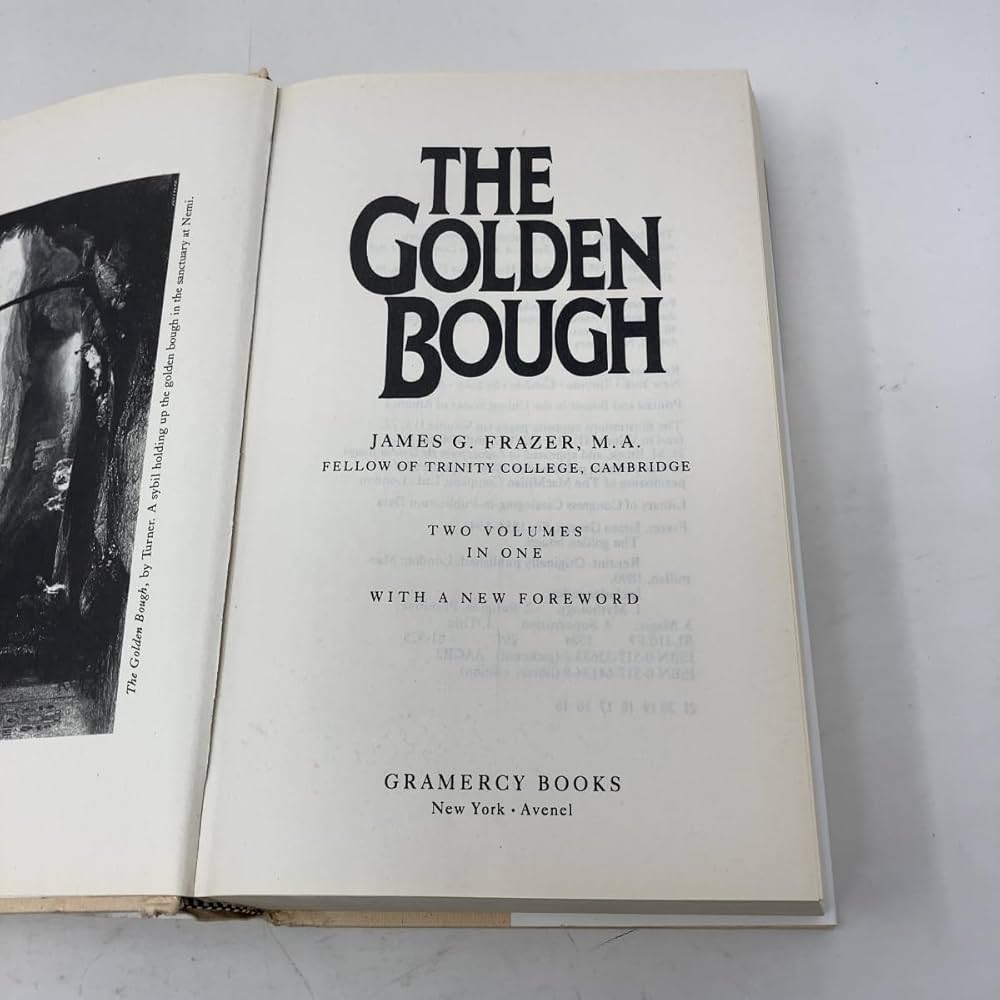 The Golden Bough, by Turner. A sybil holding up the golden bough in the sanctuary at Nemi.
THE
GOLDEN
BOUGH
JAMES G. FRAZER, M.A.
FELLOW OF TRINITY COLLEGE, CAMBRIDGE
TWO VOLUMES
IN ONE
WITH A NEW FOREWORD
GRAMERCY BOOKS
New York • Avenel